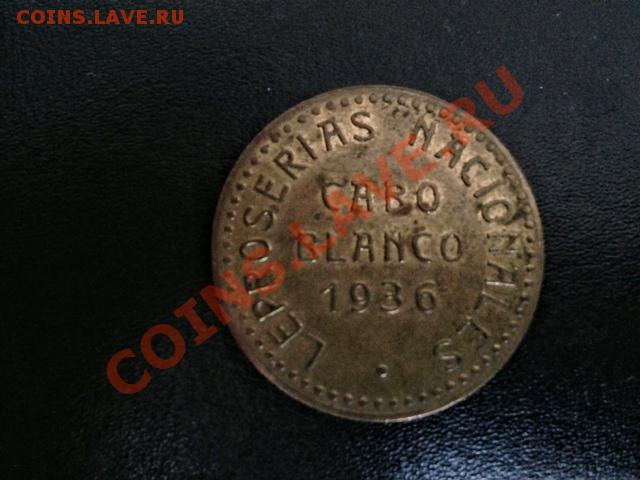 COINS.LAVE.RU
LEPROSERIAS NACIONALES
CABO
BLANCO
1936
COINS.LAVE.RU